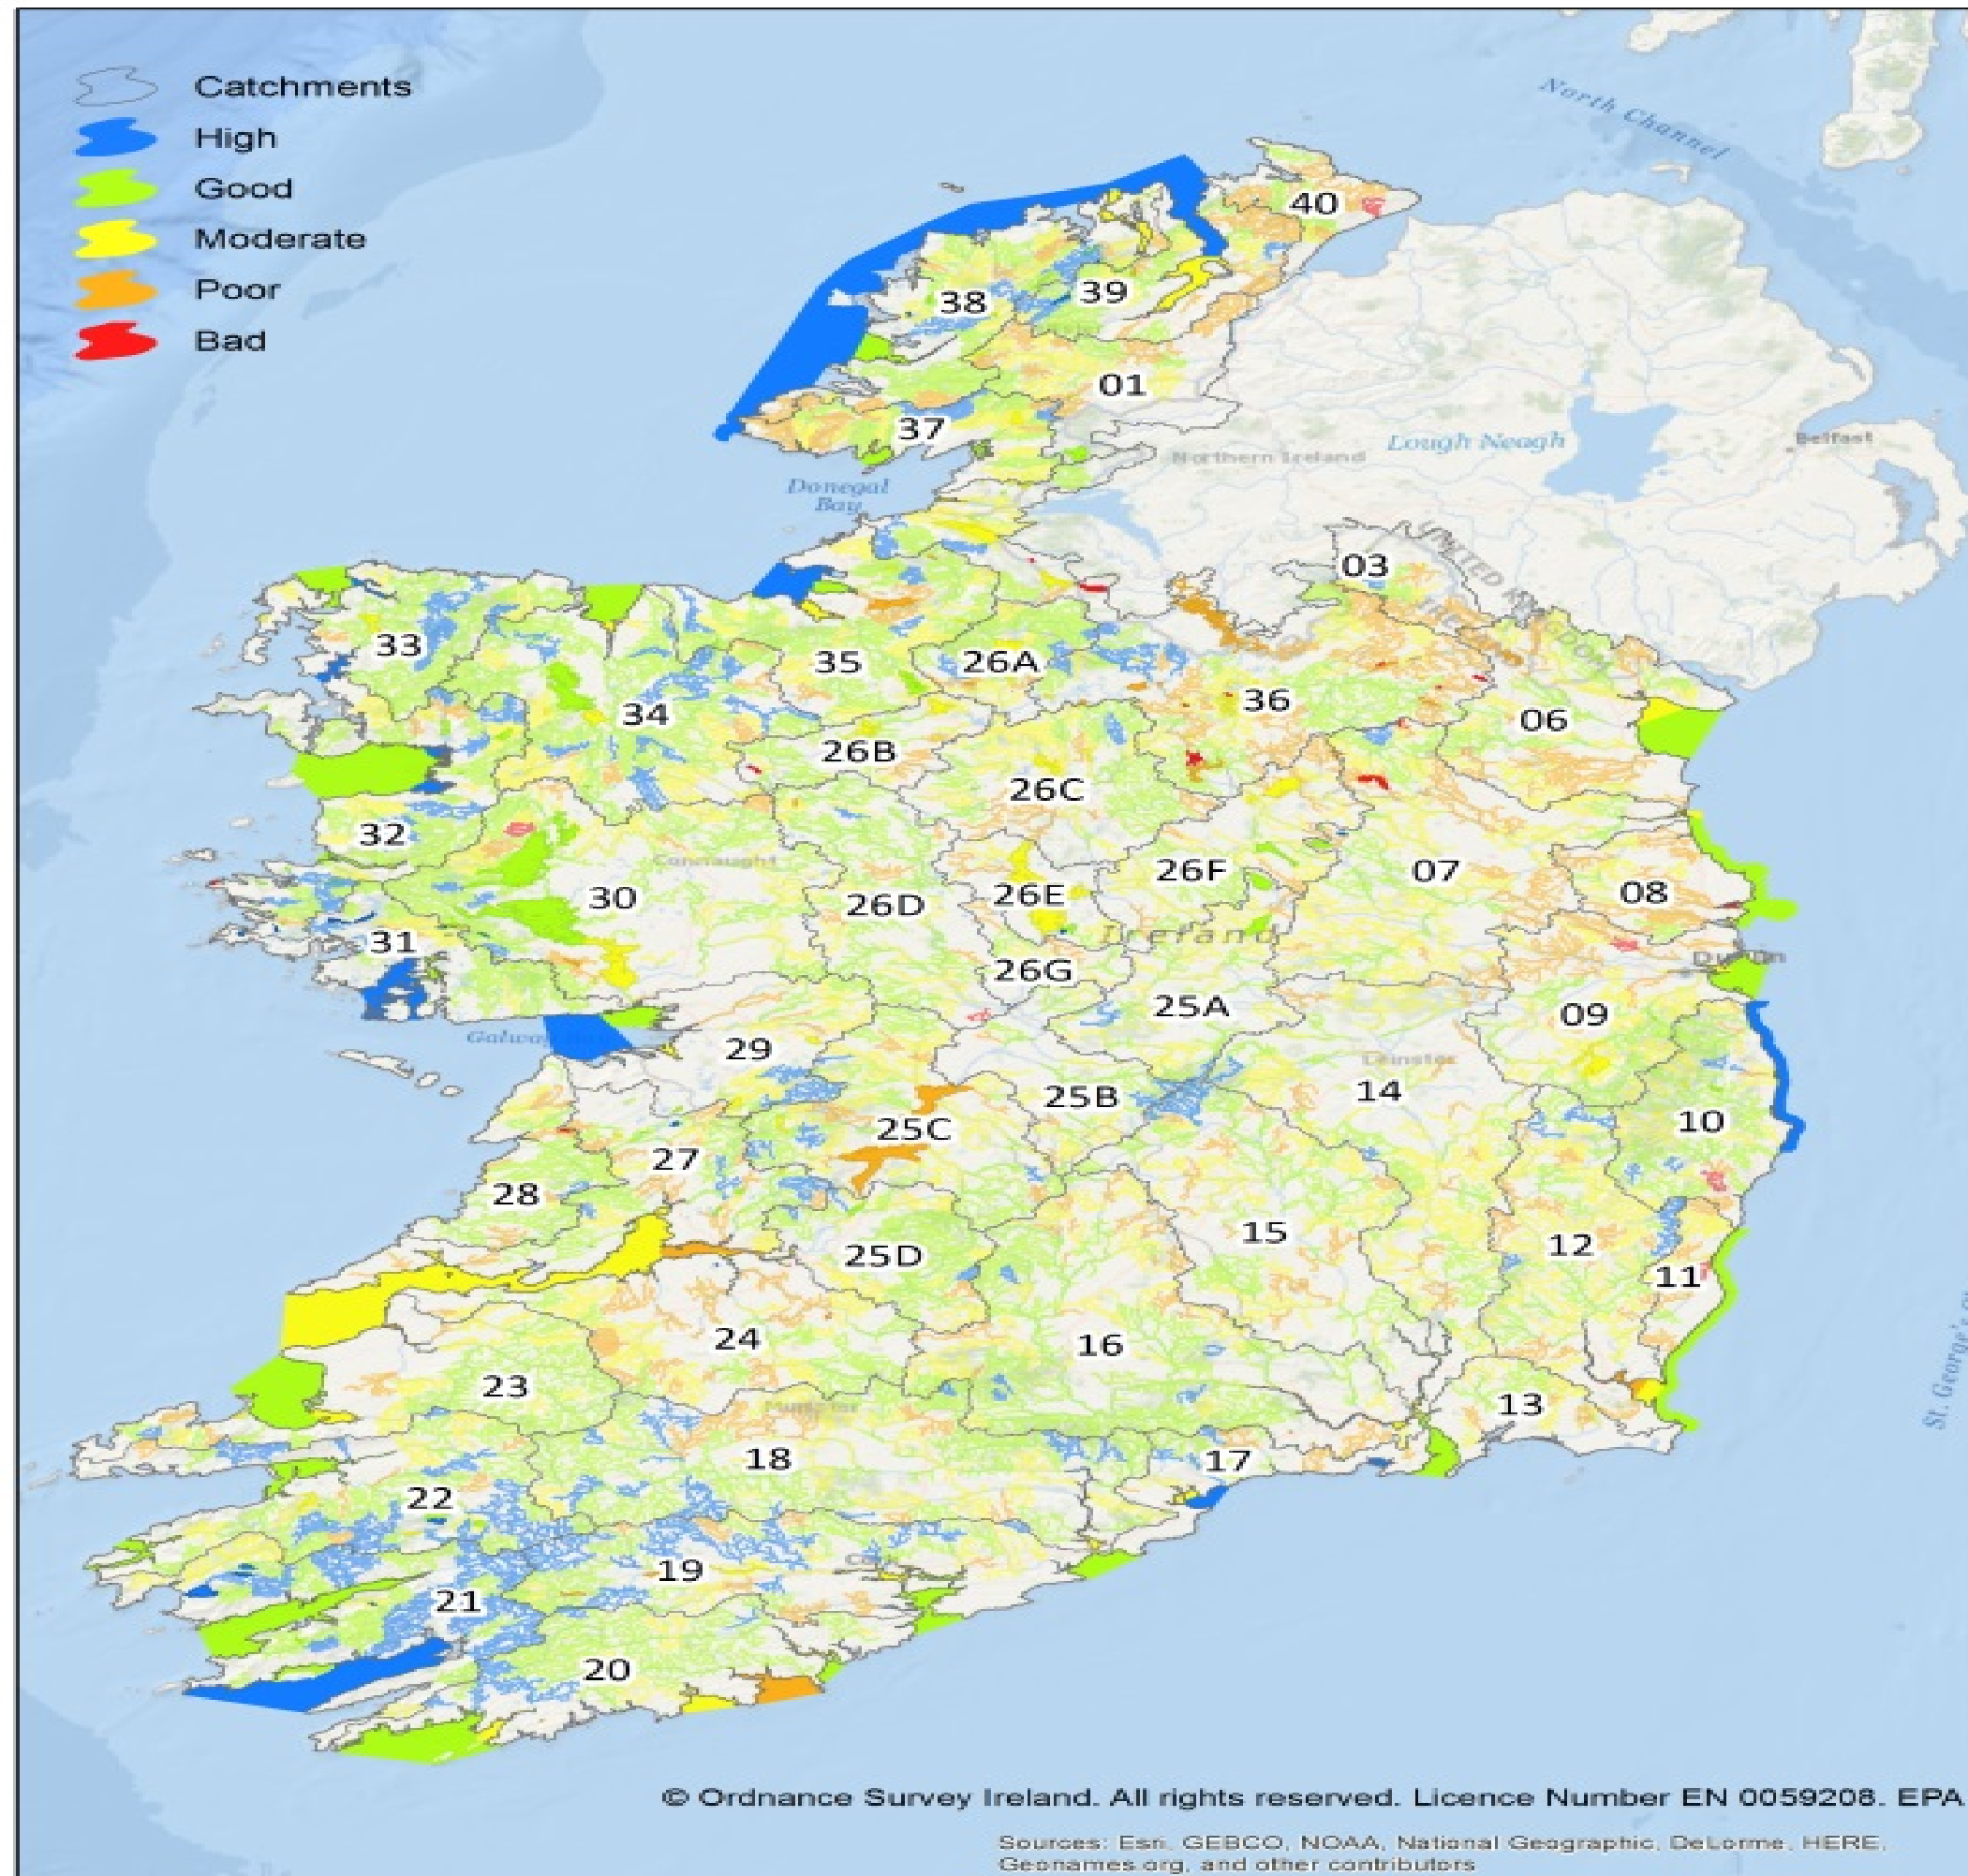 Catchments
High
Good
Moderate
Poor
Bad
North Channel
40
38
39
01
37
Lough Neagh
Belfast
Northern Ireland
Donegal
Bay
03
UNITED
33
35
26A
36
34
06
26B
26C
32
Connaught
26F
07
30
26E
26D
08
31
Ireland
26G
25A
09
Galway
29
Leinster
14
25B
10
25C
27
28
15
12
25D
11
24
16
23
13
Munster
18
17
22
19
21
20
St. George's
© Ordnance Survey Ireland. All rights reserved. Licence Number EN 0059208. EPA
Sources: Esri, GEBCO, NOAA, National Geographic, DeLorme, HERE,
Geonames.org, and other contributors